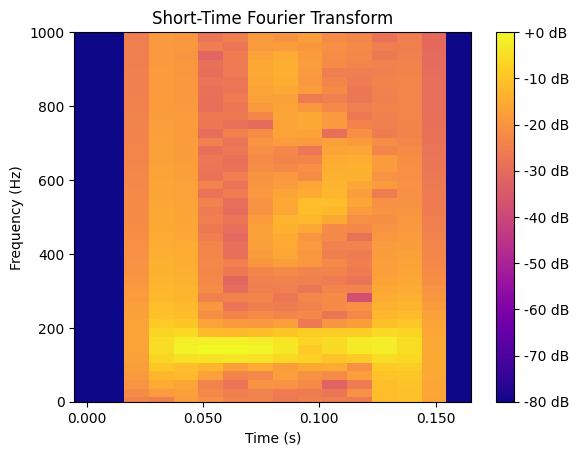 Short-Time Fourier Transform
1000
800
600
400
200
0
Frequency (Hz)
0.000
0.050
0.100
0.150
Time (s)
+0 dB
-10 dB
-20 dB
-30 dB
-40 dB
-50 dB
-60 dB
-70 dB
-80 dB